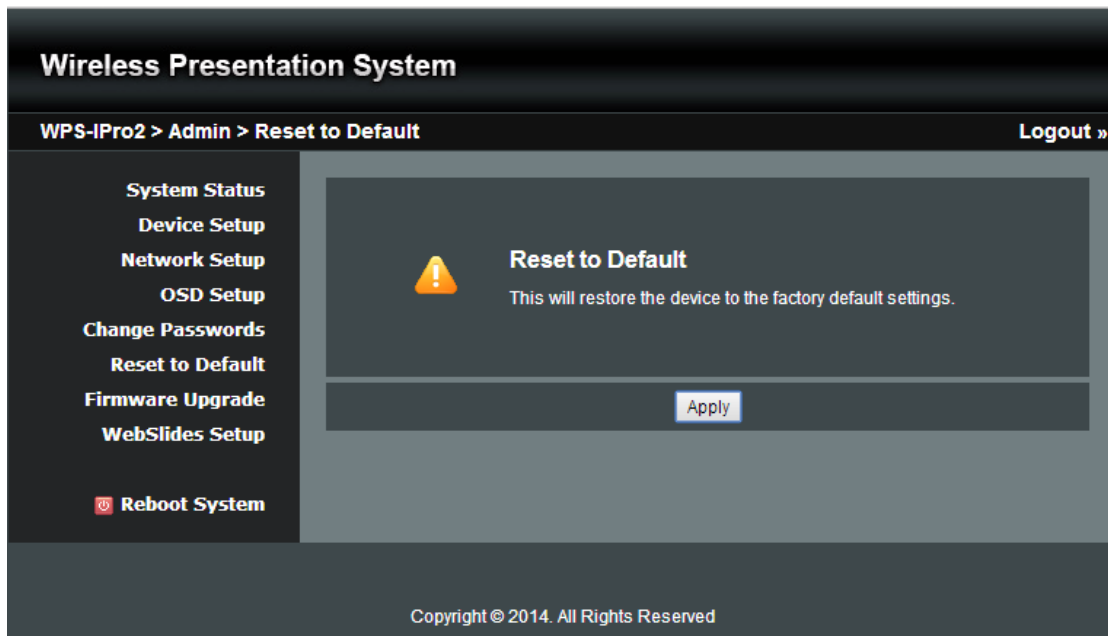 Wireless Presentation System
WPS-IPro2 > Admin > Reset to Default
Logout »
System Status
Device Setup
Network Setup
OSD Setup
Change Passwords
Reset to Default
Firmware Upgrade
WebSlides Setup
Reboot System
Reset to Default
This will restore the device to the factory default settings.
Apply
Copyright © 2014. All Rights Reserved